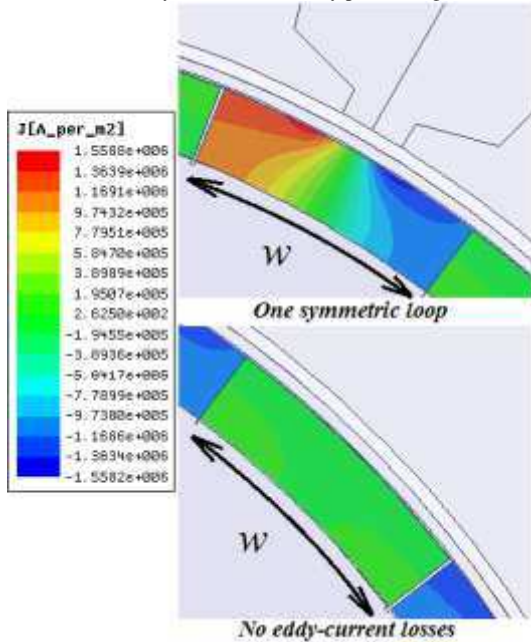 J[A_per_m2]
1.5586e+006
1.3639e+006
1.1691e+006
9.7432e+005
7.7951e+005
5.8470e+005
3.8989e+005
1.9507e+005
2.6250e+002
-1.9455e+005
-3.8936e+005
-5.8417e+005
-7.7899e+005
-9.7380e+005
-1.1686e+006
-1.3634e+006
-1.5582e+006
w
One symmetric loop
w
No eddy-current losses